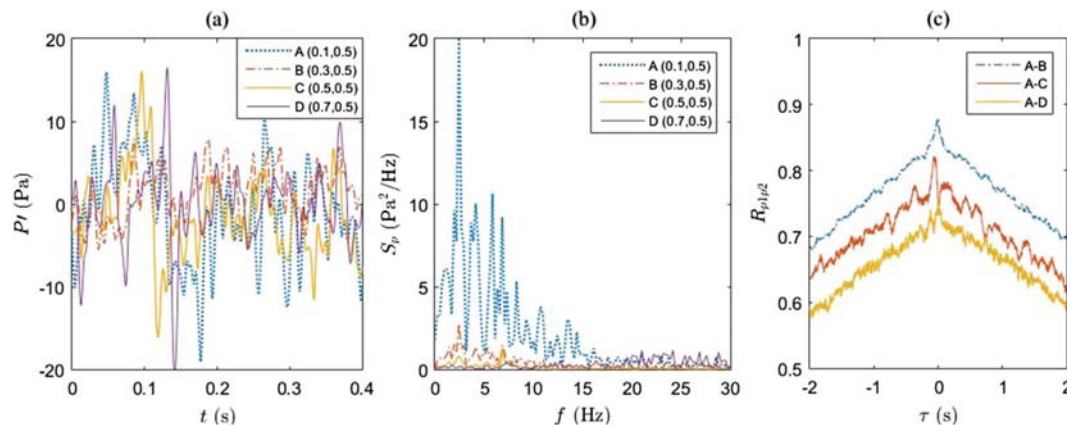 (a)
20
10
0
-10
-20
P′ (Pa)
0
0.1
0.2
0.3
0.4
t (s)
A (0.1,0.5)
B (0.3,0.5)
C (0.5,0.5)
D (0.7,0.5)
(b)
20
15
10
5
0
S_p (Pa²/Hz)
0
5
10
15
20
25
30
f (Hz)
A (0.1,0.5)
B (0.3,0.5)
C (0.5,0.5)
D (0.7,0.5)
(c)
1
0.9
0.8
0.7
0.6
0.5
R_{p1p2}
-2
-1
0
1
2
τ (s)
A-B
A-C
A-D